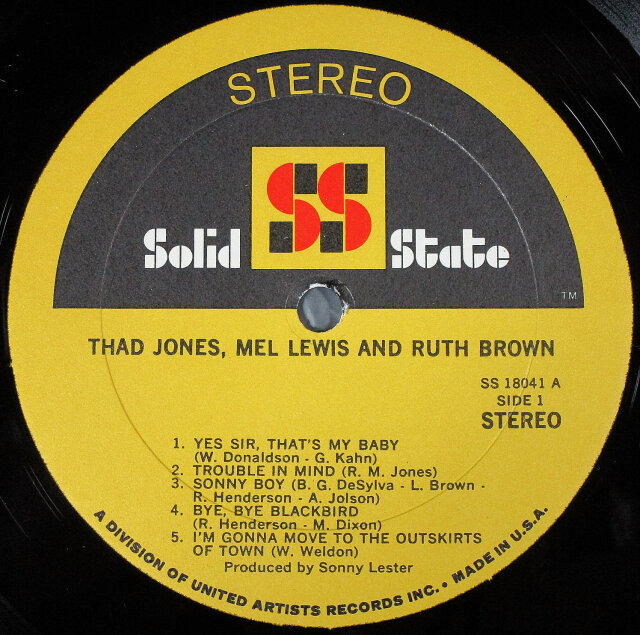 STEREO
SS
Solid State
TM
THAD JONES, MEL LEWIS AND RUTH BROWN
SS 18041 A
SIDE 1
STEREO
1. YES SIR, THAT'S MY BABY
(W. Donaldson - G. Kahn)
2. TROUBLE IN MIND (R. M. Jones)
3. SONNY BOY (B. G. DeSylva - L. Brown -
R. Henderson - A. Jolson)
4. BYE, BYE BLACKBIRD
(R. Henderson - M. Dixon)
5. I'M GONNA MOVE TO THE OUTSKIRTS
OF TOWN (W. Weldon)
Produced by Sonny Lester
A DIVISION OF UNITED ARTISTS RECORDS INC. • MADE IN U.S.A.